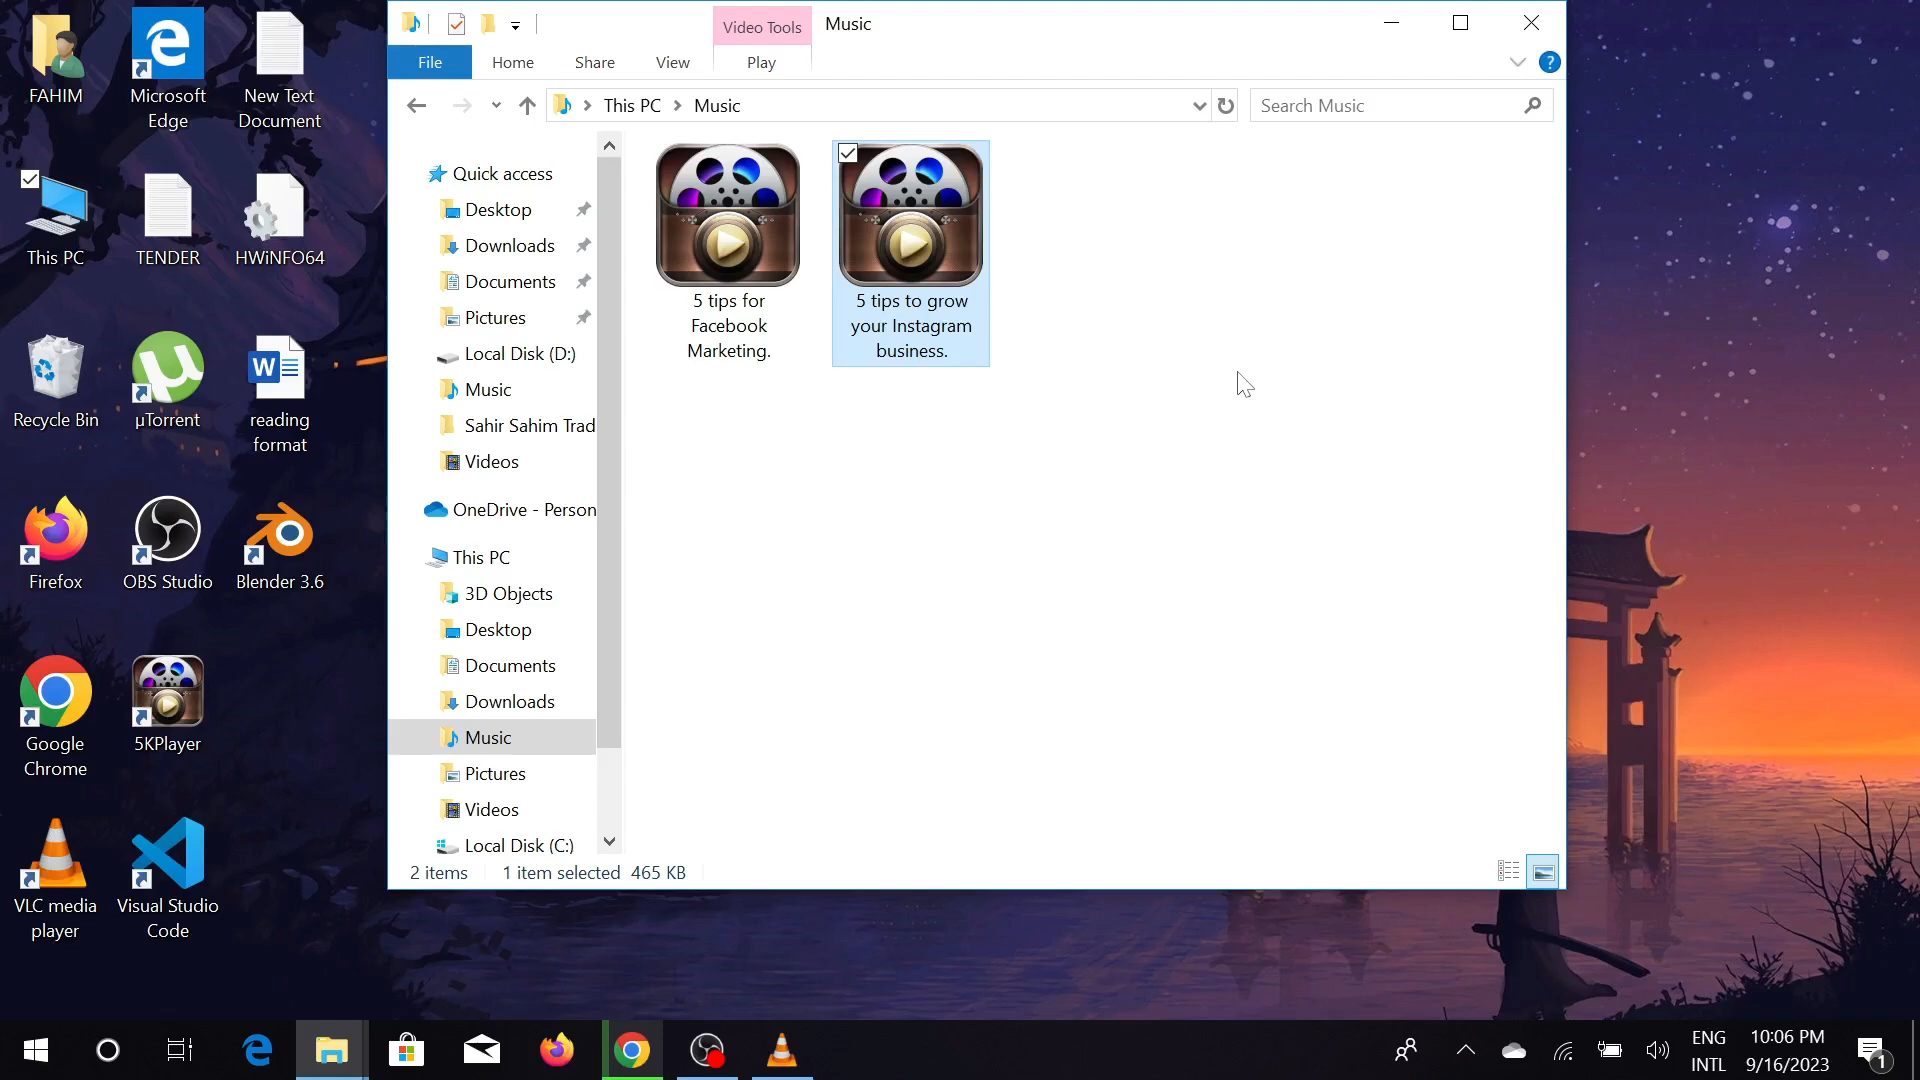 FAHIM
Microsoft
Edge
New Text
Document
This PC
TENDER
HWiNFO64
Recycle Bin
µTorrent
reading
format
Firefox
OBS Studio
Blender 3.6
Google
Chrome
5KPlayer
VLC media
player
Visual Studio
Code
Video Tools
Music
File
Home
Share
View
Play
This PC
Music
Search Music
Quick access
Desktop
Downloads
Documents
Pictures
Local Disk (D:)
Music
Sahir Sahim Trad
Videos
OneDrive - Person
This PC
3D Objects
Desktop
Documents
Downloads
Music
Pictures
Videos
Local Disk (C:)
5 tips for
Facebook
Marketing.
5 tips to grow
your Instagram
business.
2 items
1 item selected 465 KB
ENG
INTL
10:06 PM
9/16/2023
1